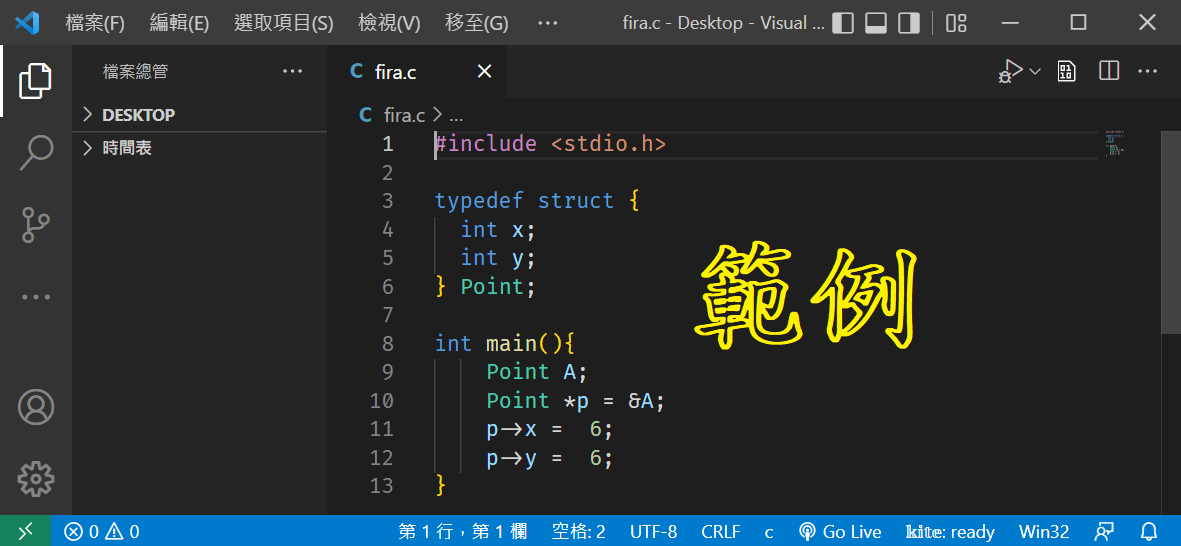 檔案(F) 編輯(E) 選取項目(S) 檢視(V) 移至(G) ··· fira.c - Desktop - Visual ...
檔案總管 ···
DESKTOP
時間表
C fira.c ×
C fira.c > ...
1 #include <stdio.h>
2
3 typedef struct {
4 int x;
5 int y;
6 } Point;
7
8 int main(){
9 Point A;
10 Point *p = &A;
11 p->x = 6;
12 p->y = 6;
13 }
範例
0 0 第 1 行，第 1 欄 空格: 2 UTF-8 CRLF c Go Live kite: ready Win32